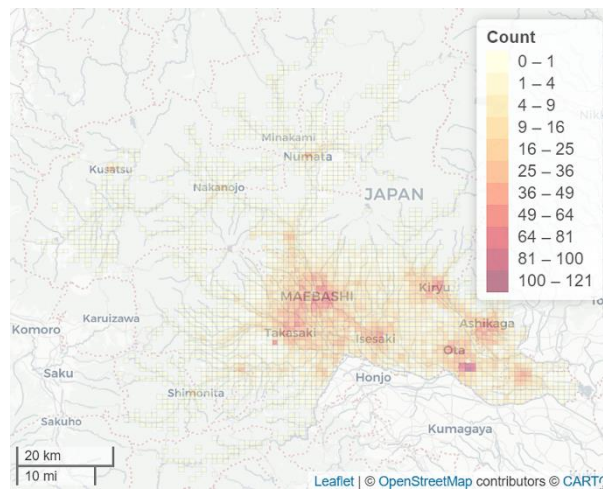 Count
0 – 1
1 – 4
4 – 9
9 – 16
16 – 25
25 – 36
36 – 49
49 – 64
64 – 81
81 – 100
100 – 121
Minakami
Numata
Kusatsu
Nakanojo
JAPAN
MAEBASHI
Kiryu
Karuizawa
Komoro
Takasaki
Isesaki
Ashikaga
Ota
Saku
Honjo
Shimonita
Sakuho
Kumagaya
20 km
10 mi
Leaflet | © OpenStreetMap contributors © CARTO